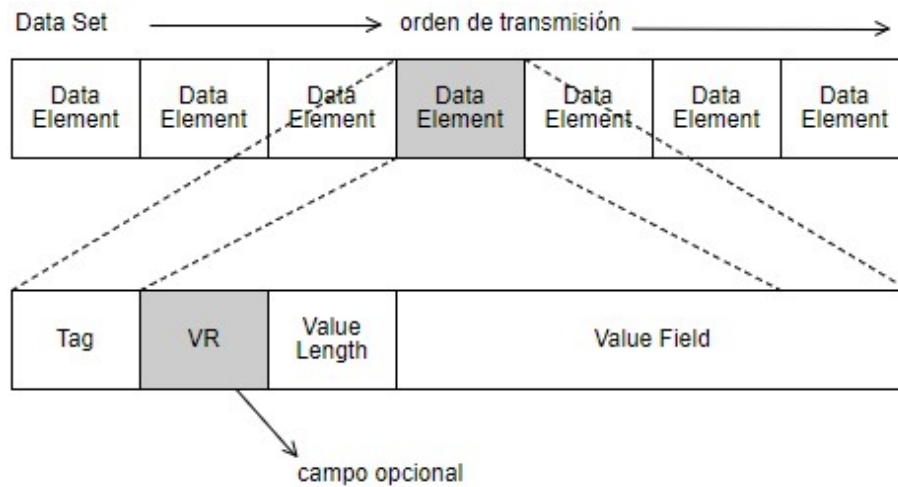 Data Set
orden de transmisión
Data
Element
Data
Element
Data
Element
Data
Element
Data
Element
Data
Element
Data
Element
Tag
VR
Value
Length
Value Field
campo opcional